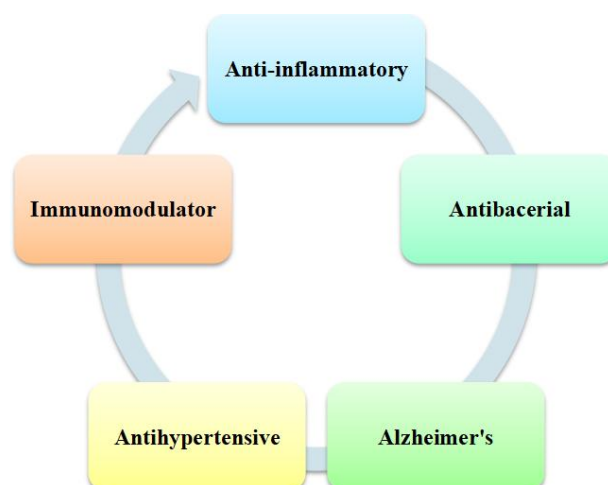 Anti-inflammatory
Antibacerial
Alzheimer's
Antihypertensive
Immunomodulator